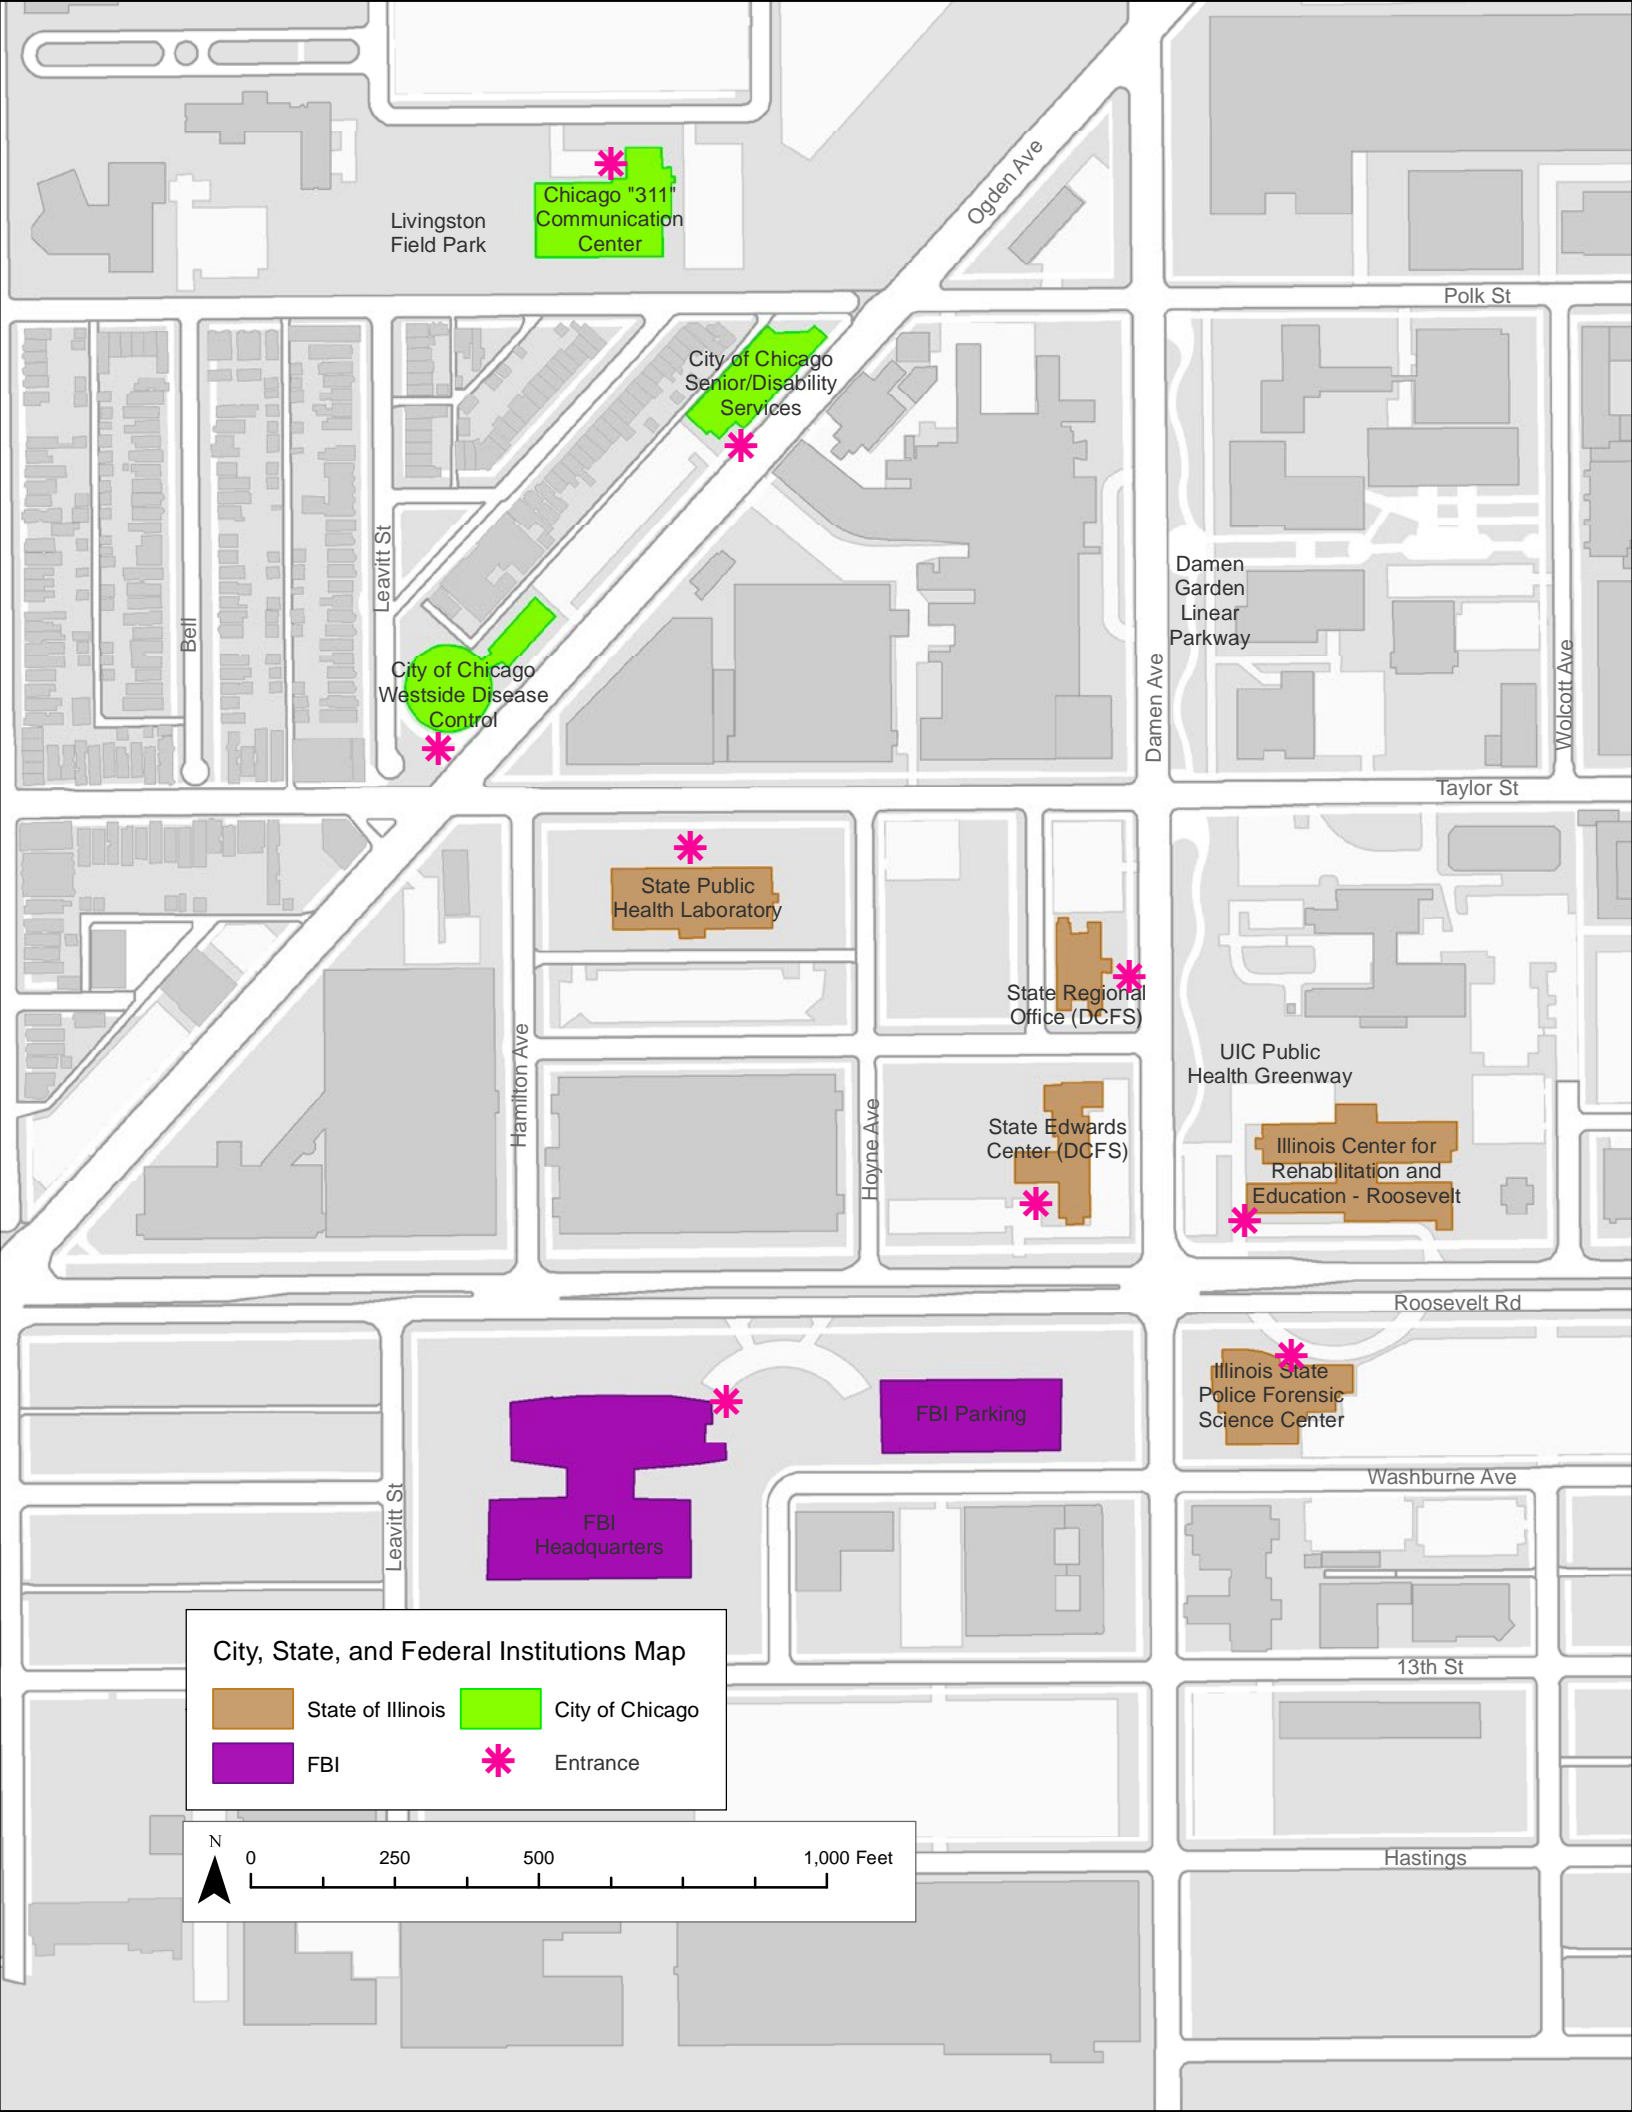 Ogden Ave
Chicago "311"
Communication
Center
Livingston
Field Park
Polk St
City of Chicago
Senior/Disability
Services
Leavitt St
Bell
Damen
Garden
Linear
Parkway
Damen Ave
Wolcott Ave
City of Chicago
Westside Disease
Control
Taylor St
State Public
Health Laboratory
State Regional
Office (DCFS)
UIC Public
Health Greenway
Hamilton Ave
Hoyne Ave
State Edwards
Center (DCFS)
Illinois Center for
Rehabilitation and
Education - Roosevelt
Roosevelt Rd
Illinois State
Police Forensic
Science Center
FBI Parking
Washburne Ave
Leavitt St
FBI
Headquarters
City, State, and Federal Institutions Map
State of Illinois
City of Chicago
FBI
Entrance
13th St
N
0 250 500 1,000 Feet
Hastings